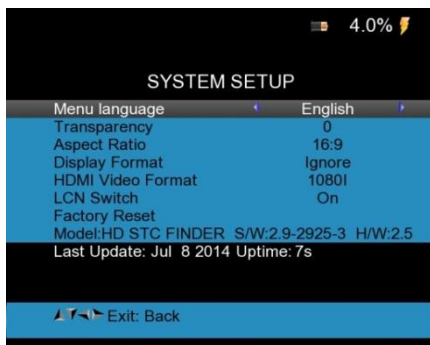 4.0%
SYSTEM SETUP
Menu language English
Transparency 0
Aspect Ratio 16:9
Display Format Ignore
HDMI Video Format 1080I
LCN Switch On
Factory Reset
Model:HD STC FINDER S/W:2.9-2925-3 H/W:2.5
Last Update: Jul 8 2014 Uptime: 7s
Exit: Back